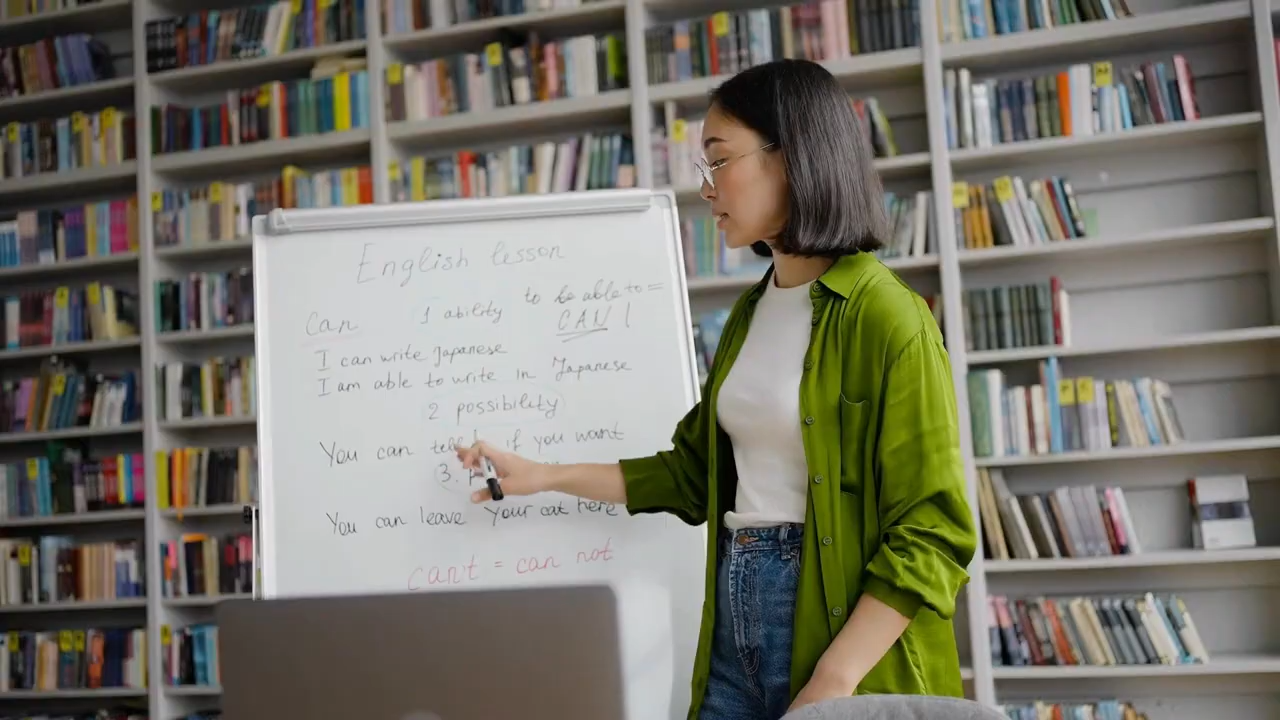 English lesson
Can 1 ability to be able to =
CAN!
I can write Japanese
I am able to write in Japanese
2 possibility
You can if you want
3.
You can leave your cat here
can't = can not